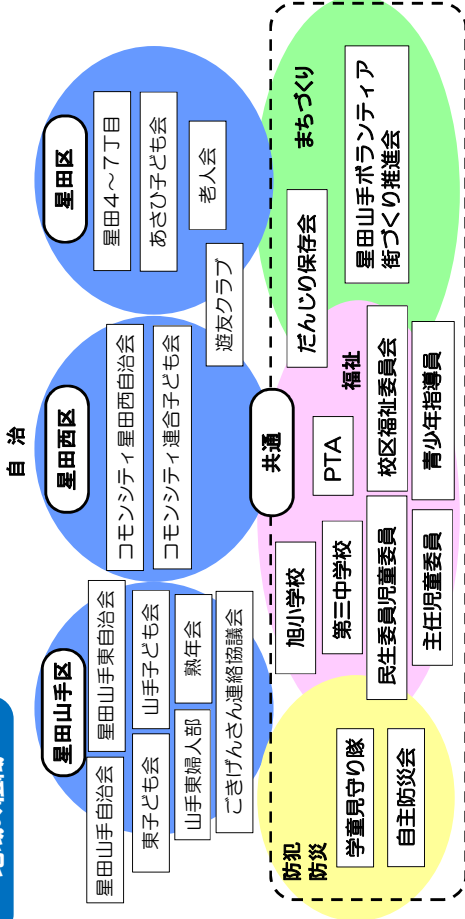 自 治
星田山手区
星田山手自治会
星田山手東自治会
東子ども会
山手子ども会
山手東婦人部
熟年会
ごきげんさん連絡協議会
星田西区
コモンシティ星田西自治会
コモンシティ連合子ども会
遊友クラブ
星田区
星田4～7丁目
あさひ子ども会
老人会
共通
防犯
防災
学童見守り隊
自主防災会
旭小学校
第三中学校
PTA
福祉
民生委員児童委員
校区福祉委員会
主任児童委員
青少年指導員
まちづくり
だんじり保存会
星田山手ボランティア
街づくり推進会